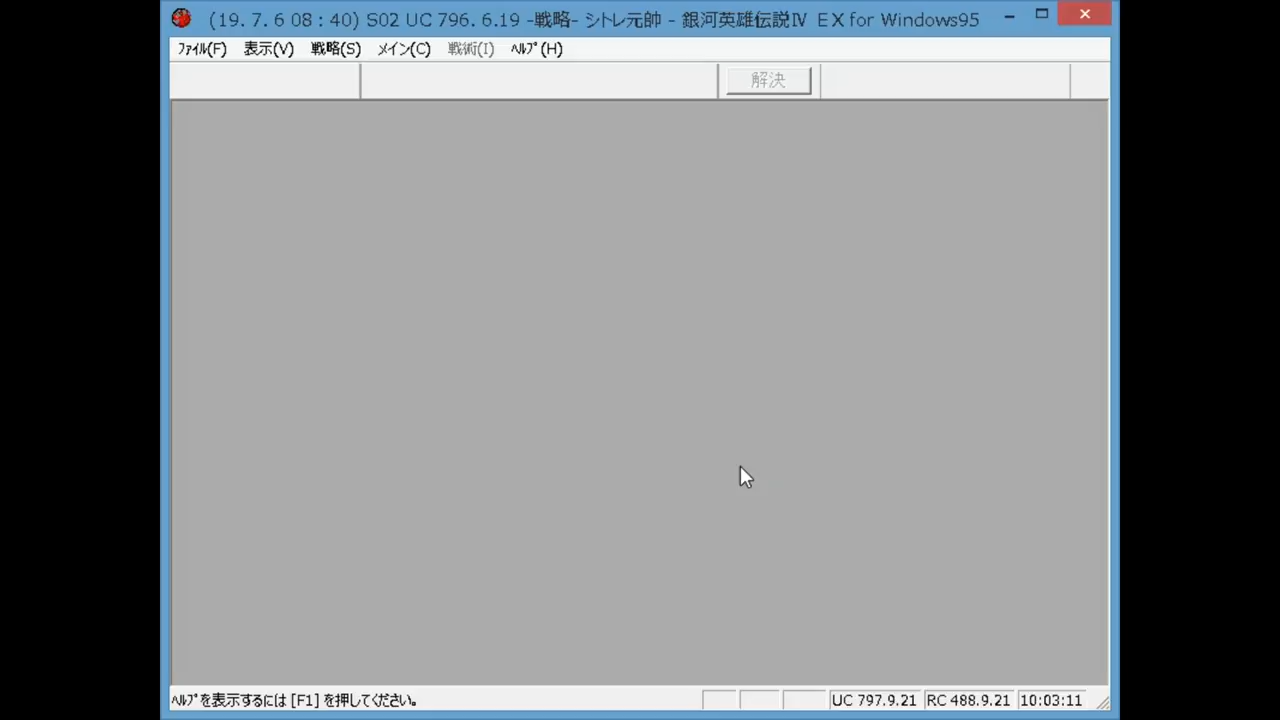 (19. 7. 6 08 : 40) S02 UC 796. 6.19 -戦略- シトレ元帥 - 銀河英雄伝説Ⅳ ＥＸ for Windows95
ﾌｧｲﾙ(F) 表示(V) 戦略(S) メイン(C) 戦術(I) ﾍﾙﾌﾟ(H)
解決
ﾍﾙﾌﾟを表示するには [F1] を押してください。 UC 797.9.21 RC 488.9.21 10:03:11